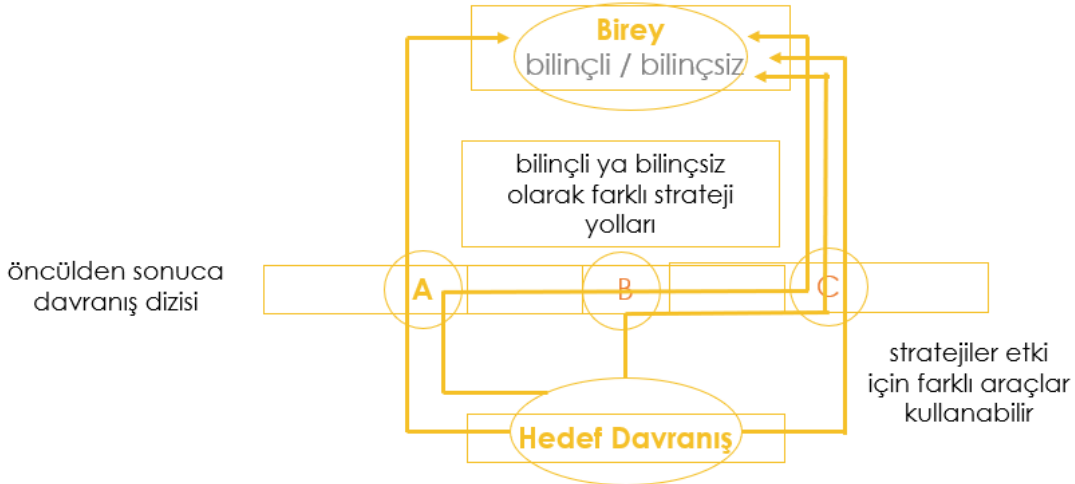 Birey
bilinçli / bilinçsiz
bilinçli ya bilinçsiz
olarak farklı strateji
yolları
öncülden sonuca
davranış dizisi
A
B
C
stratejiler etki
için farklı araçlar
kullanabilir
Hedef Davranış